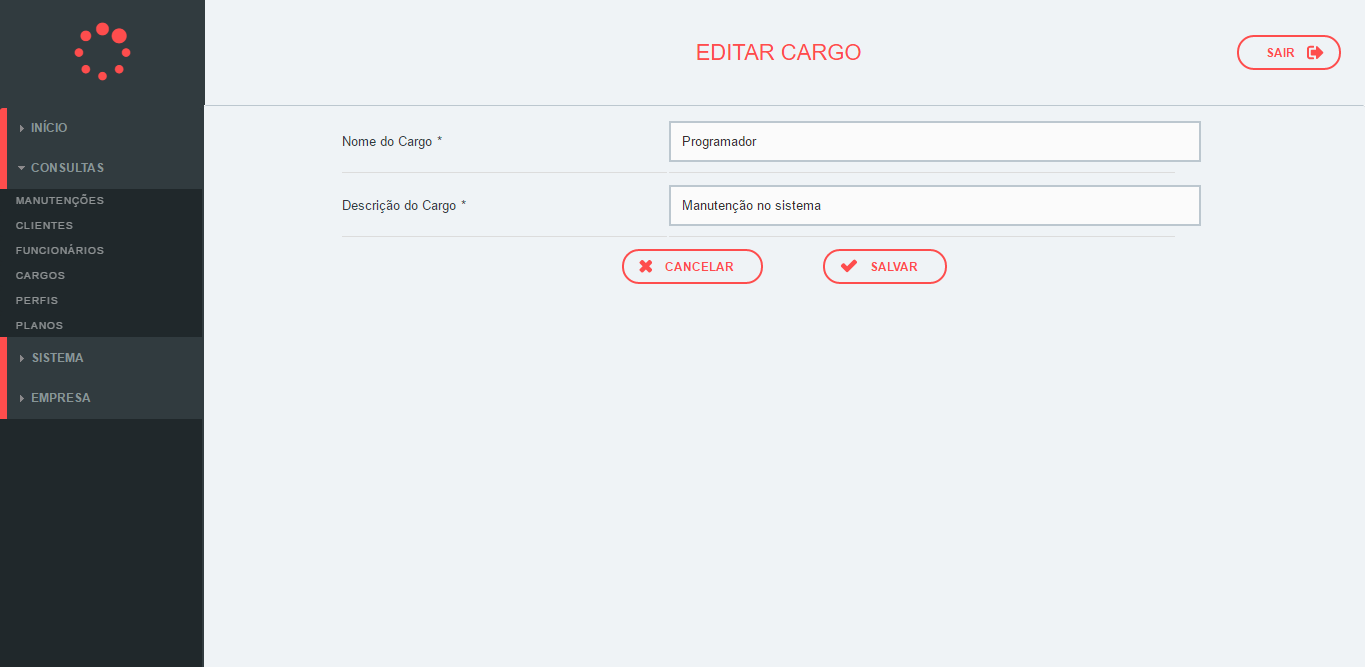 EDITAR CARGO
SAIR
INÍCIO
CONSULTAS
MANUTENÇÕES
CLIENTES
FUNCIONÁRIOS
CARGOS
PERFIS
PLANOS
SISTEMA
EMPRESA
Nome do Cargo * Programador
Descrição do Cargo * Manutenção no sistema
CANCELAR SALVAR